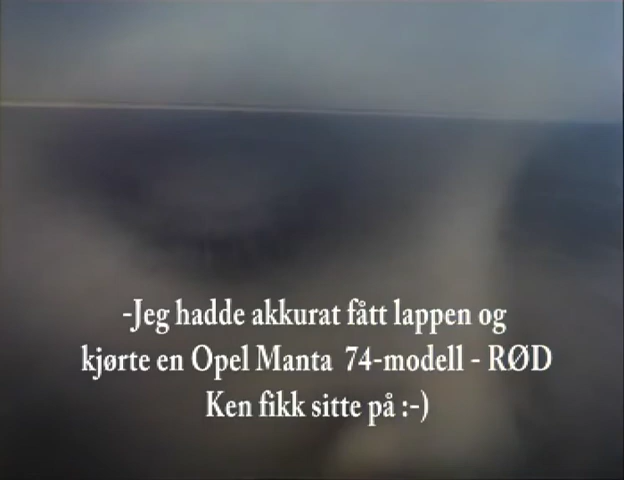 -Jeg hadde akkurat fått lappen og
kjørte en Opel Manta 74-modell - RØD
Ken fikk sitte på :-)